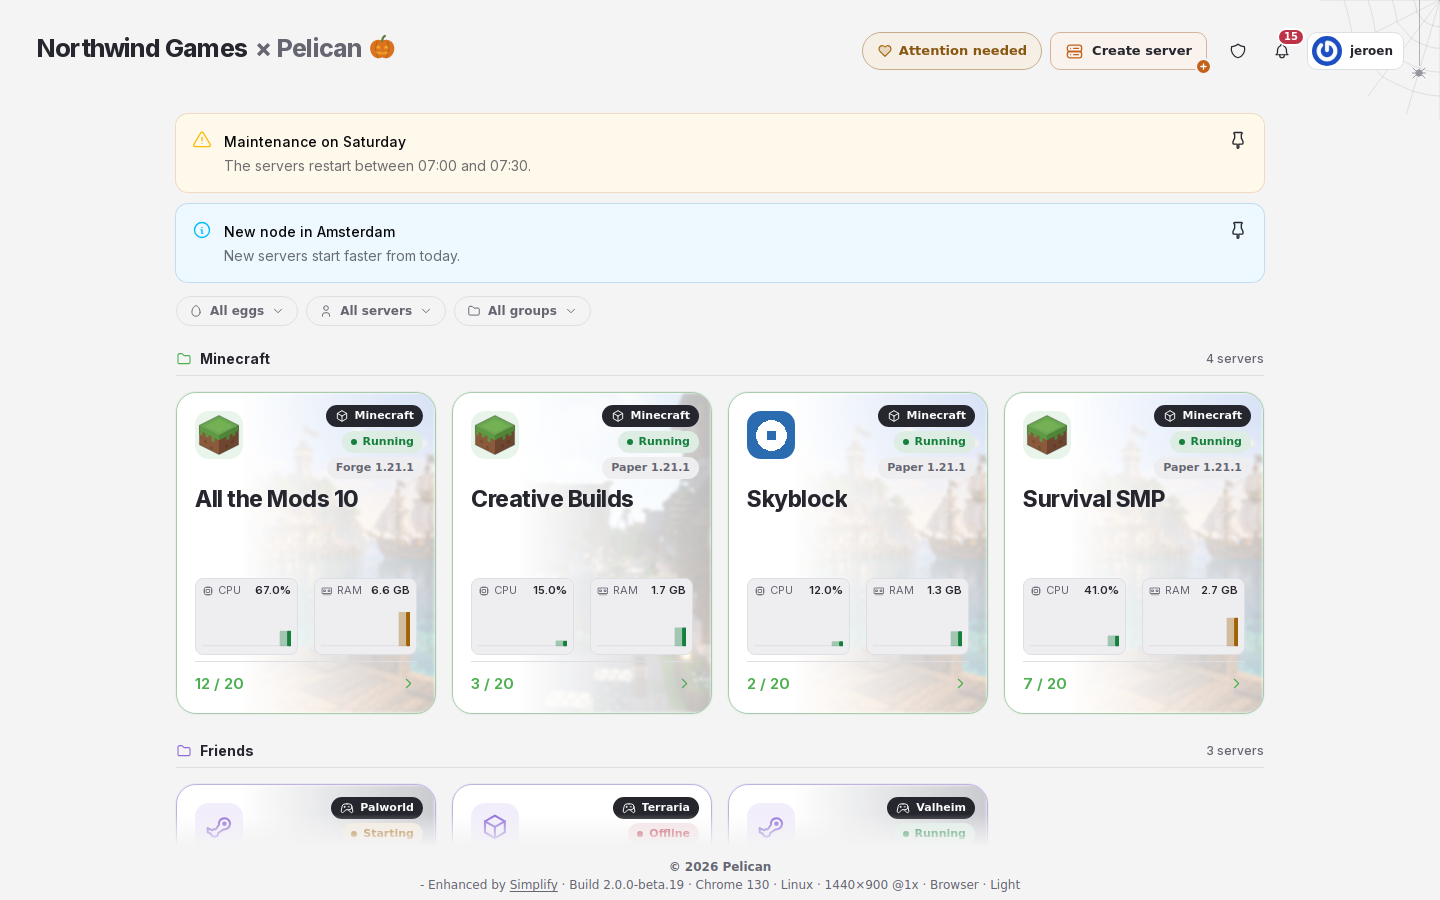 Northwind Games × Pelican
Attention needed
Create server
15
jeroen
Maintenance on Saturday
The servers restart between 07:00 and 07:30.
New node in Amsterdam
New servers start faster from today.
All eggs
All servers
All groups
Minecraft
4 servers
Minecraft
Running
Forge 1.21.1
All the Mods 10
CPU 67.0%
RAM 6.6 GB
12 / 20
Minecraft
Running
Paper 1.21.1
Creative Builds
CPU 15.0%
RAM 1.7 GB
3 / 20
Minecraft
Running
Paper 1.21.1
Skyblock
CPU 12.0%
RAM 1.3 GB
2 / 20
Minecraft
Running
Paper 1.21.1
Survival SMP
CPU 41.0%
RAM 2.7 GB
7 / 20
Friends
3 servers
Palworld
Starting
Terraria
Offline
Valheim
Running
© 2026 Pelican
- Enhanced by Simplify · Build 2.0.0-beta.19 · Chrome 130 · Linux · 1440×900 @1x · Browser · Light